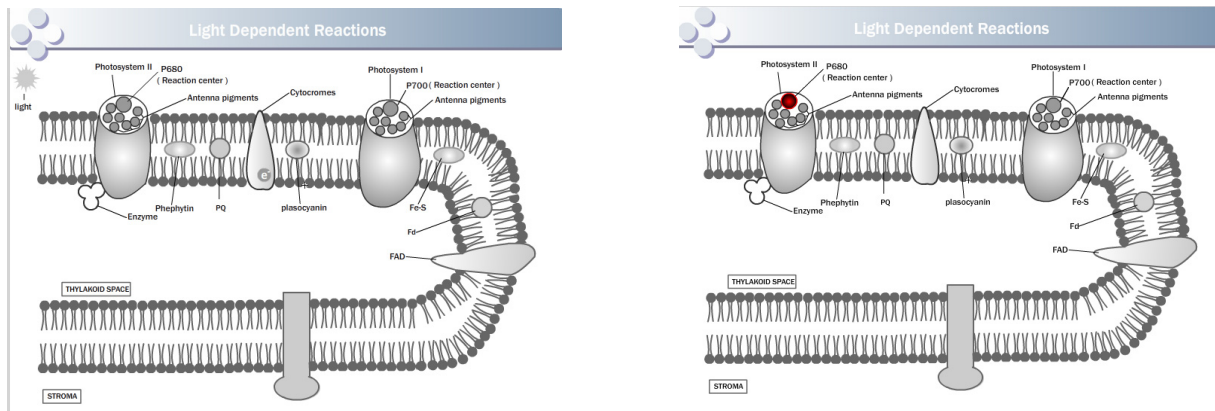 Light Dependent Reactions
light
Photosystem II
P680
( Reaction center )
Antenna pigments
Cytocromes
Photosystem I
P700 ( Reaction center )
Antenna pigments
e-
+
Enzyme
Phephytin
PQ
plasocyanin
Fe-S
Fd
FAD
THYLAKOID SPACE
STROMA
Light Dependent Reactions
Photosystem II
P680
( Reaction center )
Antenna pigments
Cytocromes
Photosystem I
P700 ( Reaction center )
Antenna pigments
+
Enzyme
Phephytin
PQ
plasocyanin
Fe-S
Fd
FAD
THYLAKOID SPACE
STROMA